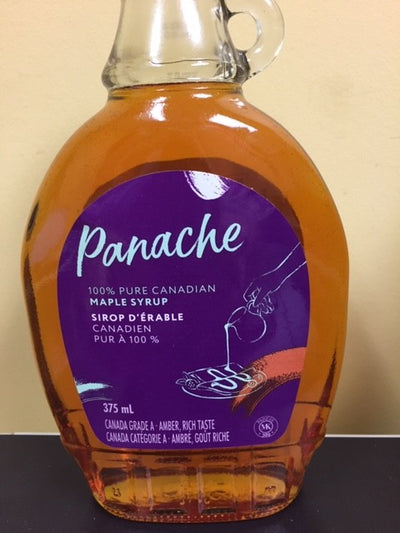 Panache
100% PURE CANADIAN
MAPLE SYRUP
SIROP D'ÉRABLE
CANADIEN
PUR À 100 %
375 mL
CANADA GRADE A · AMBER, RICH TASTE
CANADA CATÉGORIE A · AMBRÉ, GOÛT RICHE
MK